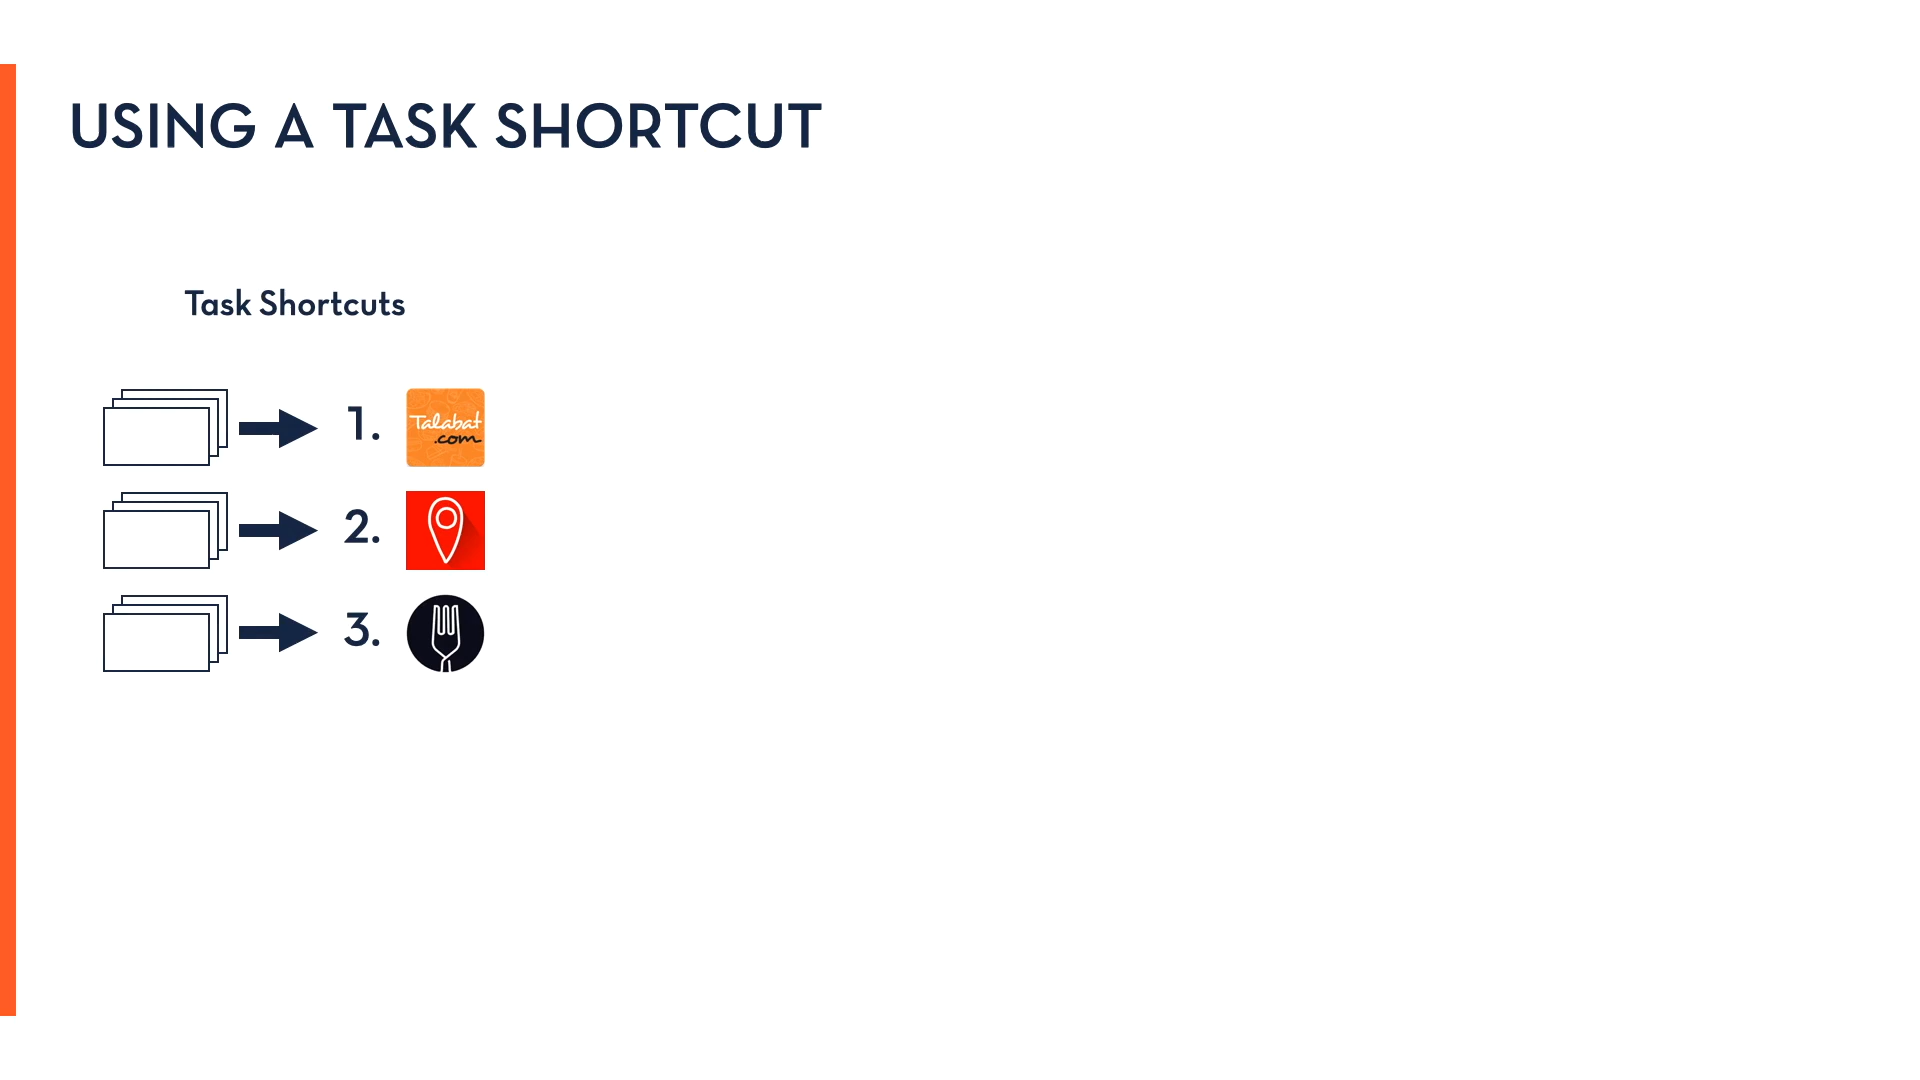 USING A TASK SHORTCUT
Task Shortcuts
1.
Talabat
.com
2.
3.